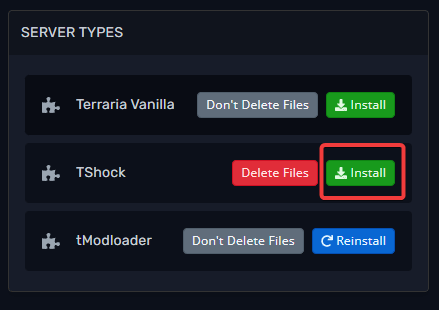 SERVER TYPES
Terraria Vanilla Don't Delete Files Install
TShock Delete Files Install
tModloader Don't Delete Files Reinstall